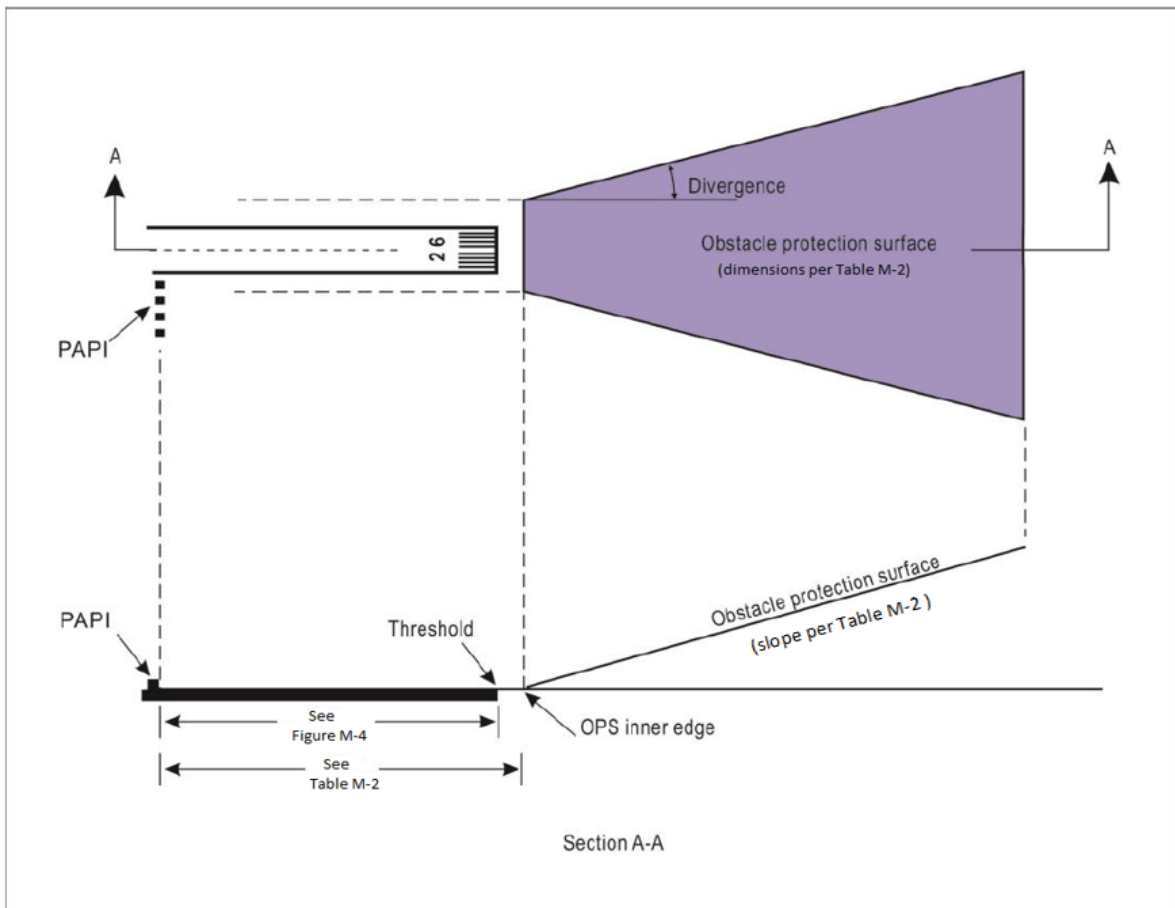 A
A
Divergence
26
Obstacle protection surface
(dimensions per Table M-2)
PAPI
Obstacle protection surface
(slope per Table M-2 )
PAPI
Threshold
See
Figure M-4
OPS inner edge
See
Table M-2
Section A-A